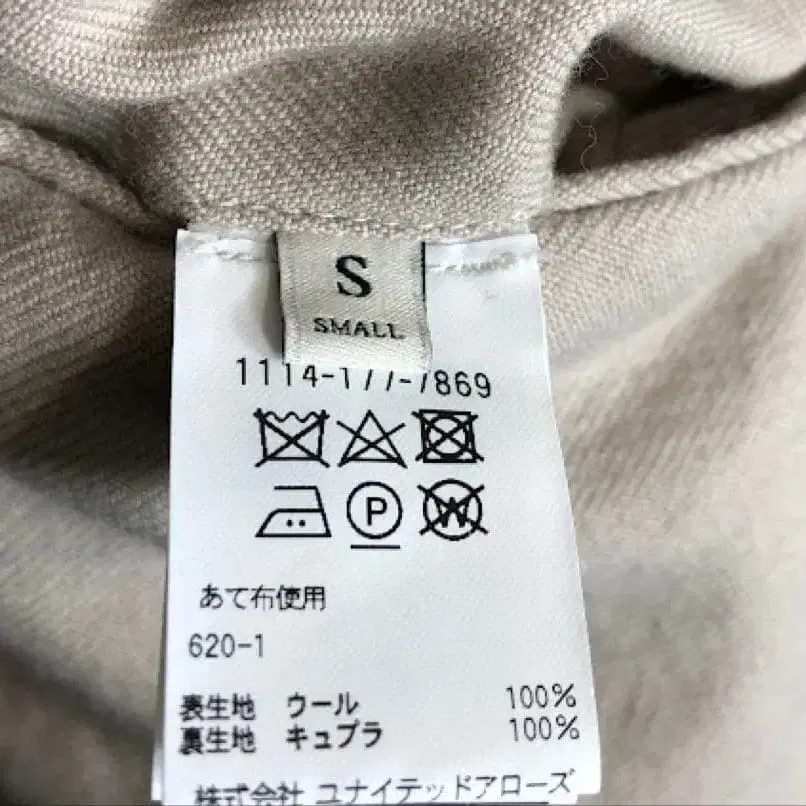 S
SMALL
1114-177-7869
P
W
あて布使用
620-1
表生地 ウール 100%
裏生地 キュプラ 100%
株式会社 ユナイテッドアローズ